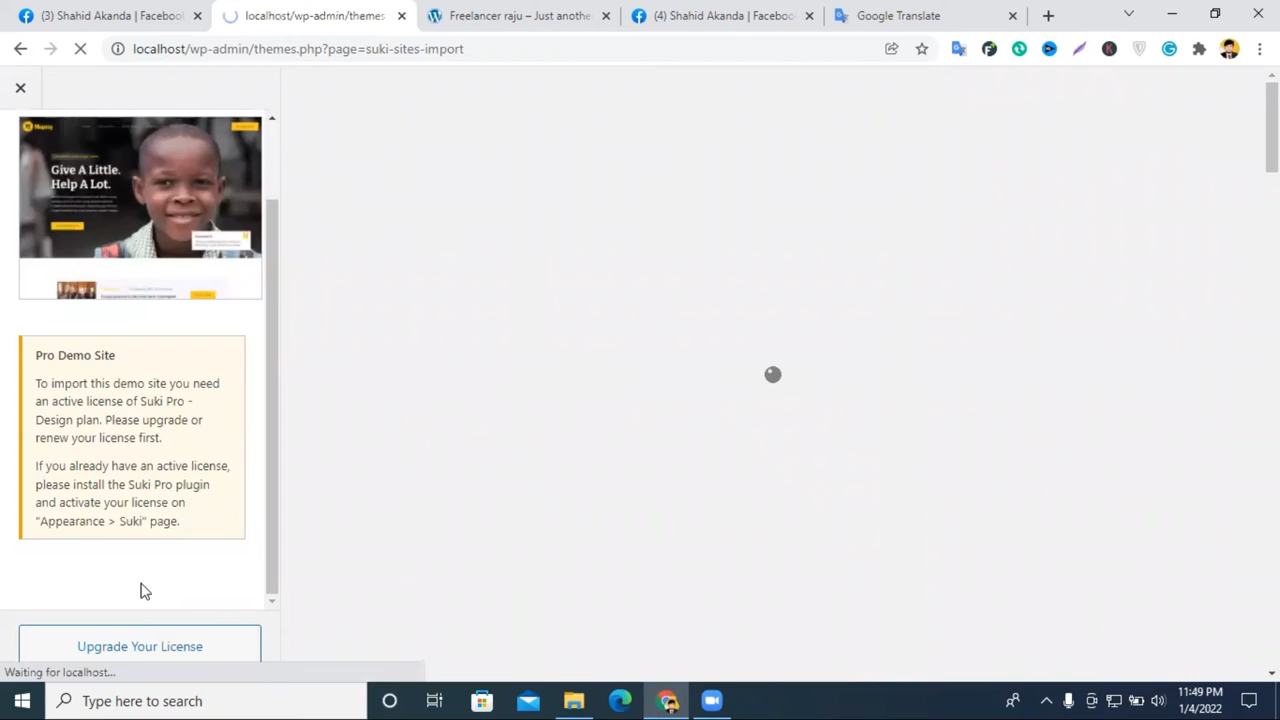 (3) Shahid Akanda | Facebook
localhost/wp-admin/themes
Freelancer raju – Just anothe
(4) Shahid Akanda | Facebook
Google Translate
localhost/wp-admin/themes.php?page=suki-sites-import
Give A Little.
Help A Lot.
Pro Demo Site
To import this demo site you need
an active license of Suki Pro -
Design plan. Please upgrade or
renew your license first.
If you already have an active license,
please install the Suki Pro plugin
and activate your license on
"Appearance > Suki" page.
Upgrade Your License
Waiting for localhost...
Type here to search
11:49 PM
1/4/2022